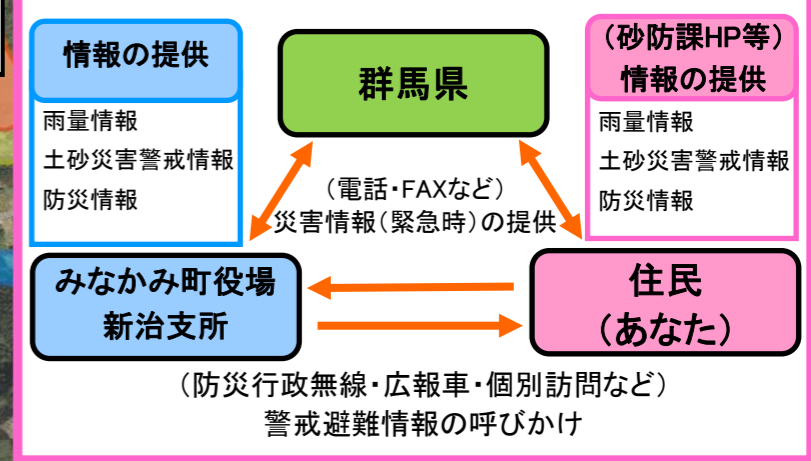 情報の提供
雨量情報
土砂災害警戒情報
防災情報
群馬県
（砂防課HP等）
情報の提供
雨量情報
土砂災害警戒情報
防災情報
（電話・FAXなど）
災害情報（緊急時）の提供
みなかみ町役場
新治支所
住民
（あなた）
（防災行政無線・広報車・個別訪問など）
警戒避難情報の呼びかけ